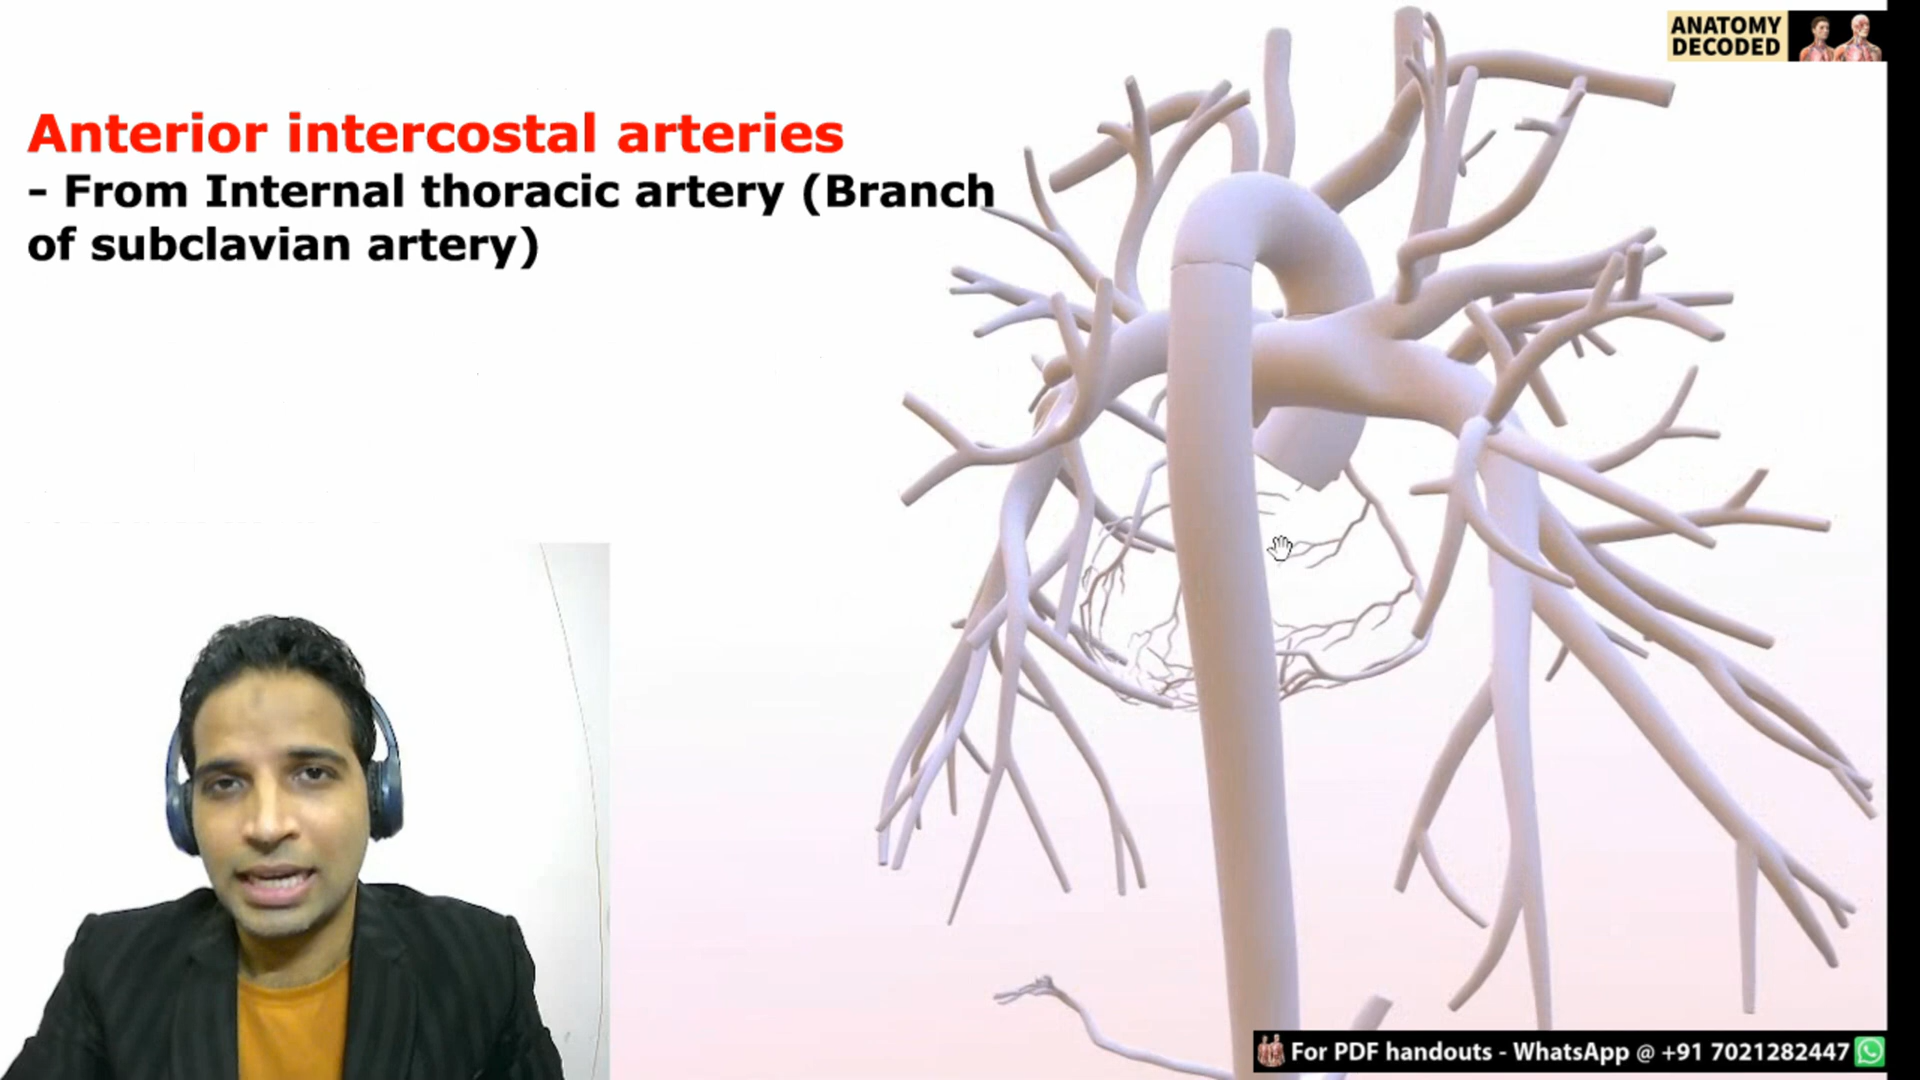 ANATOMY
DECODED
Anterior intercostal arteries
- From Internal thoracic artery (Branch
of subclavian artery)
For PDF handouts - WhatsApp @ +91 7021282447